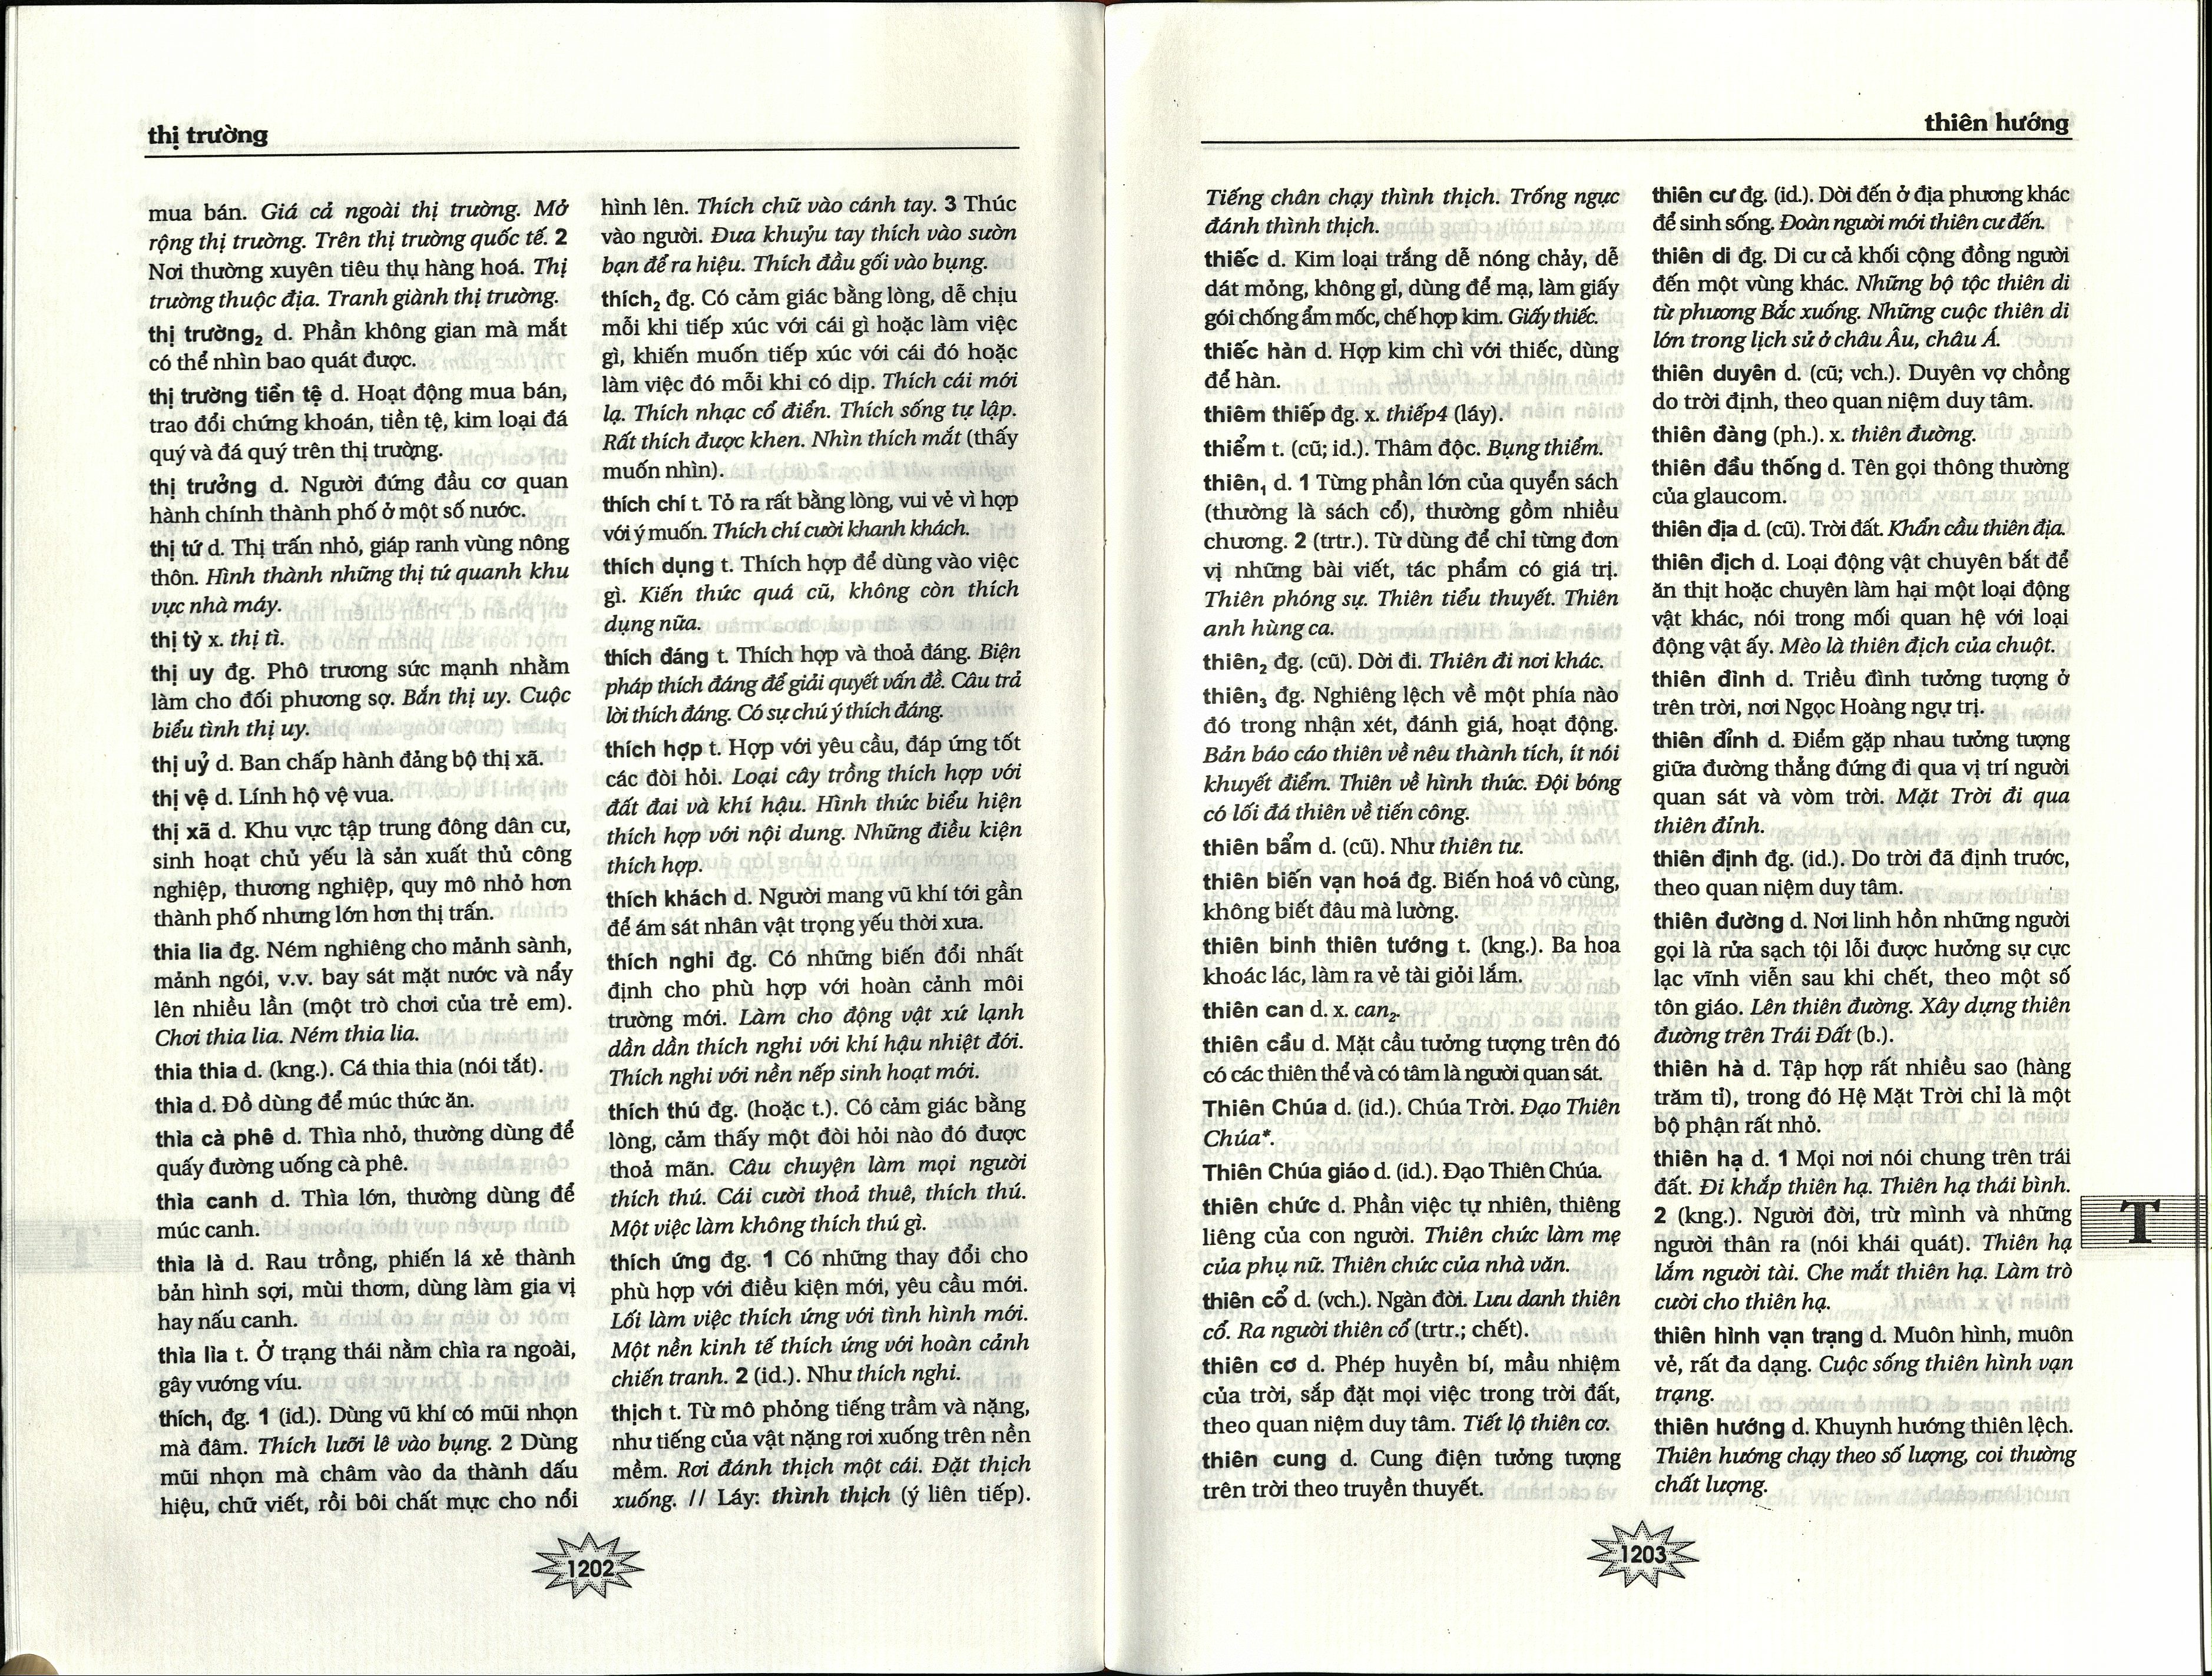 thị trường
mua bán. Giá cả ngoài thị trường. Mở
rộng thị trường. Trên thị trường quốc tế. 2
Nơi thường xuyên tiêu thụ hàng hoá. Thị
trường thuộc địa. Tranh giành thị trường.
thị trường₂ d. Phần không gian mà mắt
có thể nhìn bao quát được.
thị trường tiền tệ d. Hoạt động mua bán,
trao đổi chứng khoán, tiền tệ, kim loại đá
quý và đá quý trên thị trường.
thị trưởng d. Người đứng đầu cơ quan
hành chính thành phố ở một số nước.
thị tứ d. Thị trấn nhỏ, giáp ranh vùng nông
thôn. Hình thành những thị tứ quanh khu
vực nhà máy.
thị tỳ x. thị tì.
thị uy đg. Phô trương sức mạnh nhằm
làm cho đối phương sợ. Bắn thị uy. Cuộc
biểu tình thị uy.
thị uỷ d. Ban chấp hành đảng bộ thị xã.
thị vệ d. Lính hộ vệ vua.
thị xã d. Khu vực tập trung đông dân cư,
sinh hoạt chủ yếu là sản xuất thủ công
nghiệp, thương nghiệp, quy mô nhỏ hơn
thành phố nhưng lớn hơn thị trấn.
thia lia đg. Ném nghiêng cho mảnh sành,
mảnh ngói, v.v. bay sát mặt nước và nẩy
lên nhiều lần (một trò chơi của trẻ em).
Chơi thia lia. Ném thia lia.
thia thia d. (kng.). Cá thia thia (nói tắt).
thìa d. Đồ dùng để múc thức ăn.
thìa cà phê d. Thìa nhỏ, thường dùng để
quấy đường uống cà phê.
thìa canh d. Thìa lớn, thường dùng để
múc canh.
thìa là d. Rau trồng, phiến lá xẻ thành
bản hình sợi, mùi thơm, dùng làm gia vị
hay nấu canh.
thìa lìa t. Ở trạng thái nằm chìa ra ngoài,
gây vướng víu.
thích₁ đg. 1 (id.). Dùng vũ khí có mũi nhọn
mà đâm. Thích lưỡi lê vào bụng. 2 Dùng
mũi nhọn mà châm vào da thành dấu
hiệu, chữ viết, rồi bôi chất mực cho nổi
hình lên. Thích chữ vào cánh tay. 3 Thúc
vào người. Đưa khuỷu tay thích vào sườn
bạn để ra hiệu. Thích đầu gối vào bụng.
thích₂ đg. Có cảm giác bằng lòng, dễ chịu
mỗi khi tiếp xúc với cái gì hoặc làm việc
gì, khiến muốn tiếp xúc với cái đó hoặc
làm việc đó mỗi khi có dịp. Thích cái mới
lạ. Thích nhạc cổ điển. Thích sống tự lập.
Rất thích được khen. Nhìn thích mắt (thấy
muốn nhìn).
thích chí t. Tỏ ra rất bằng lòng, vui vẻ vì hợp
với ý muốn. Thích chí cười khanh khách.
thích dụng t. Thích hợp để dùng vào việc
gì. Kiến thức quá cũ, không còn thích
dụng nữa.
thích đáng t. Thích hợp và thoả đáng. Biện
pháp thích đáng để giải quyết vấn đề. Câu trả
lời thích đáng. Có sự chú ý thích đáng.
thích hợp t. Hợp với yêu cầu, đáp ứng tốt
các đòi hỏi. Loại cây trồng thích hợp với
đất đai và khí hậu. Hình thức biểu hiện
thích hợp với nội dung. Những điều kiện
thích hợp.
thích khách d. Người mang vũ khí tới gần
để ám sát nhân vật trọng yếu thời xưa.
thích nghi đg. Có những biến đổi nhất
định cho phù hợp với hoàn cảnh môi
trường mới. Làm cho động vật xứ lạnh
dần dần thích nghi với khí hậu nhiệt đới.
Thích nghi với nền nếp sinh hoạt mới.
thích thú đg. (hoặc t.). Có cảm giác bằng
lòng, cảm thấy một đòi hỏi nào đó được
thoả mãn. Câu chuyện làm mọi người
thích thú. Cái cười thoả thuê, thích thú.
Một việc làm không thích thú gì.
thích ứng đg. 1 Có những thay đổi cho
phù hợp với điều kiện mới, yêu cầu mới.
Lối làm việc thích ứng với tình hình mới.
Một nền kinh tế thích ứng với hoàn cảnh
chiến tranh. 2 (id.). Như thích nghi.
thịch t. Từ mô phỏng tiếng trầm và nặng,
như tiếng của vật nặng rơi xuống trên nền
mềm. Rơi đánh thịch một cái. Đặt thịch
xuống. // Láy: thình thịch (ý liên tiếp).
1202
thiên hướng
Tiếng chân chạy thình thịch. Trống ngực
đánh thình thịch.
thiếc d. Kim loại trắng dễ nóng chảy, dễ
dát mỏng, không gỉ, dùng để mạ, làm giấy
gói chống ẩm mốc, chế hợp kim. Giấy thiếc.
thiếc hàn d. Hợp kim chì với thiếc, dùng
để hàn.
thiêm thiếp đg. x. thiếp4 (láy).
thiểm t. (cũ; id.). Thâm độc. Bụng thiểm.
thiên₁ d. 1 Từng phần lớn của quyển sách
(thường là sách cổ), thường gồm nhiều
chương. 2 (trtr.). Từ dùng để chỉ từng đơn
vị những bài viết, tác phẩm có giá trị.
Thiên phóng sự. Thiên tiểu thuyết. Thiên
anh hùng ca.
thiên₂ đg. (cũ). Dời đi. Thiên đi nơi khác.
thiên₃ đg. Nghiêng lệch về một phía nào
đó trong nhận xét, đánh giá, hoạt động.
Bản báo cáo thiên về nêu thành tích, ít nói
khuyết điểm. Thiên về hình thức. Đội bóng
có lối đá thiên về tiến công.
thiên bẩm d. (cũ). Như thiên tư.
thiên biến vạn hoá đg. Biến hoá vô cùng,
không biết đâu mà lường.
thiên binh thiên tướng t. (kng.). Ba hoa
khoác lác, làm ra vẻ tài giỏi lắm.
thiên can d. x. can₂.
thiên cầu d. Mặt cầu tưởng tượng trên đó
có các thiên thể và có tâm là người quan sát.
Thiên Chúa d. (id.). Chúa Trời. Đạo Thiên
Chúa*.
Thiên Chúa giáo d. (id.). Đạo Thiên Chúa.
thiên chức d. Phần việc tự nhiên, thiêng
liêng của con người. Thiên chức làm mẹ
của phụ nữ. Thiên chức của nhà văn.
thiên cổ d. (vch.). Ngàn đời. Lưu danh thiên
cổ. Ra người thiên cổ (trtr.; chết).
thiên cơ d. Phép huyền bí, mầu nhiệm
của trời, sắp đặt mọi việc trong trời đất,
theo quan niệm duy tâm. Tiết lộ thiên cơ.
thiên cung d. Cung điện tưởng tượng
trên trời theo truyền thuyết.
thiên cư đg. (id.). Dời đến ở địa phương khác
để sinh sống. Đoàn người mới thiên cư đến.
thiên di đg. Di cư cả khối cộng đồng người
đến một vùng khác. Những bộ tộc thiên di
từ phương Bắc xuống. Những cuộc thiên di
lớn trong lịch sử ở châu Âu, châu Á.
thiên duyên d. (cũ; vch.). Duyên vợ chồng
do trời định, theo quan niệm duy tâm.
thiên đàng (ph.). x. thiên đường.
thiên đầu thống d. Tên gọi thông thường
của glaucom.
thiên địa d. (cũ). Trời đất. Khẩn cầu thiên địa.
thiên địch d. Loại động vật chuyên bắt để
ăn thịt hoặc chuyên làm hại một loại động
vật khác, nói trong mối quan hệ với loại
động vật ấy. Mèo là thiên địch của chuột.
thiên đình d. Triều đình tưởng tượng ở
trên trời, nơi Ngọc Hoàng ngự trị.
thiên đỉnh d. Điểm gặp nhau tưởng tượng
giữa đường thẳng đứng đi qua vị trí người
quan sát và vòm trời. Mặt Trời đi qua
thiên đỉnh.
thiên định đg. (id.). Do trời đã định trước,
theo quan niệm duy tâm.
thiên đường d. Nơi linh hồn những người
gọi là rửa sạch tội lỗi được hưởng sự cực
lạc vĩnh viễn sau khi chết, theo một số
tôn giáo. Lên thiên đường. Xây dựng thiên
đường trên Trái Đất (b.).
thiên hà d. Tập hợp rất nhiều sao (hàng
trăm tỉ), trong đó Hệ Mặt Trời chỉ là một
bộ phận rất nhỏ.
thiên hạ d. 1 Mọi nơi nói chung trên trái
đất. Đi khắp thiên hạ. Thiên hạ thái bình.
2 (kng.). Người đời, trừ mình và những
người thân ra (nói khái quát). Thiên hạ
lắm người tài. Che mắt thiên hạ. Làm trò
cười cho thiên hạ.
thiên hình vạn trạng d. Muôn hình, muôn
vẻ, rất đa dạng. Cuộc sống thiên hình vạn
trạng.
thiên hướng d. Khuynh hướng thiên lệch.
Thiên hướng chạy theo số lượng, coi thường
chất lượng.
T
1203